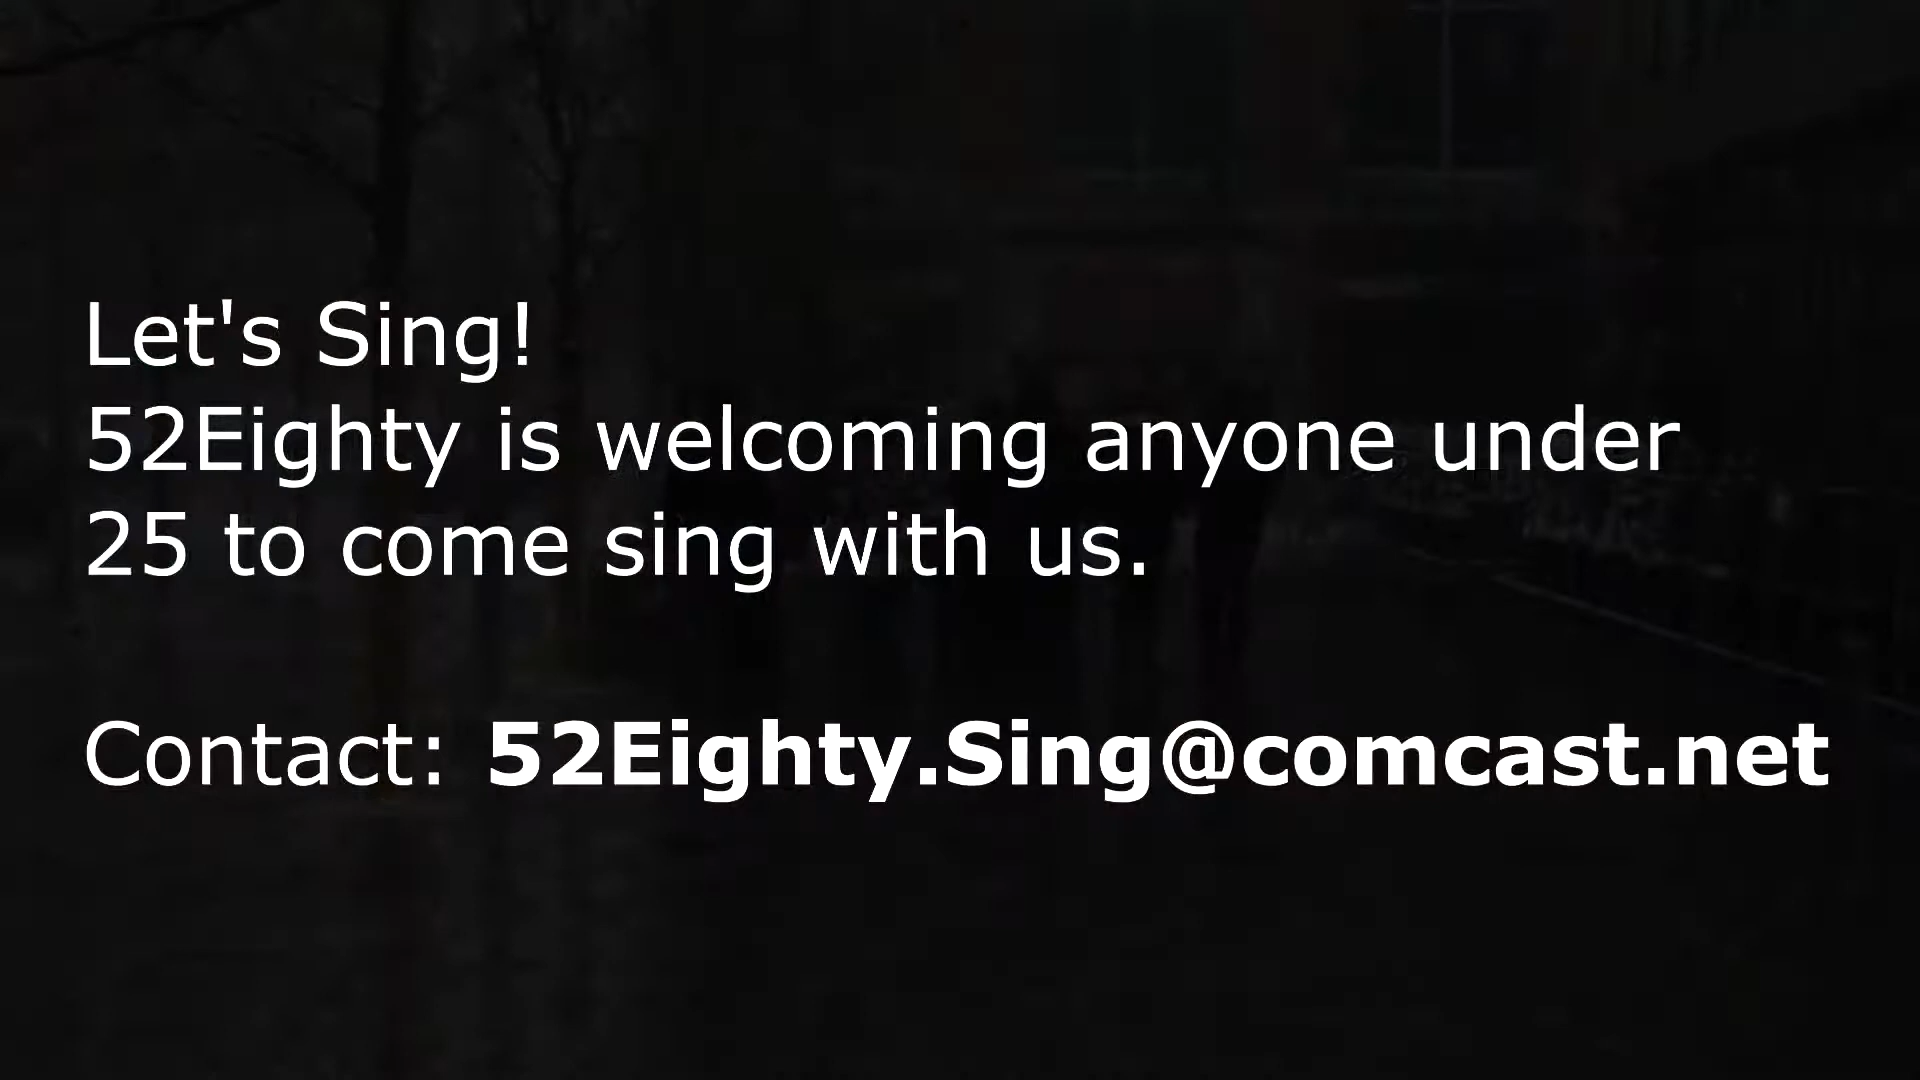 Let's Sing!
52Eighty is welcoming anyone under
25 to come sing with us.
Contact: 52Eighty.Sing@comcast.net